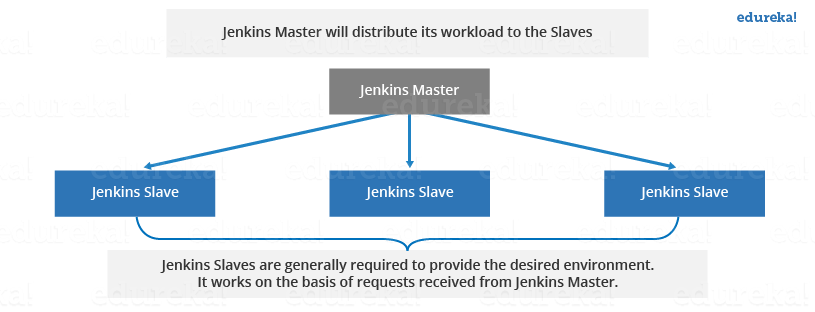 edureka!
Jenkins Master will distribute its workload to the Slaves
Jenkins Master
Jenkins Slave
Jenkins Slave
Jenkins Slave
Jenkins Slaves are generally required to provide the desired environment.
It works on the basis of requests received from Jenkins Master.